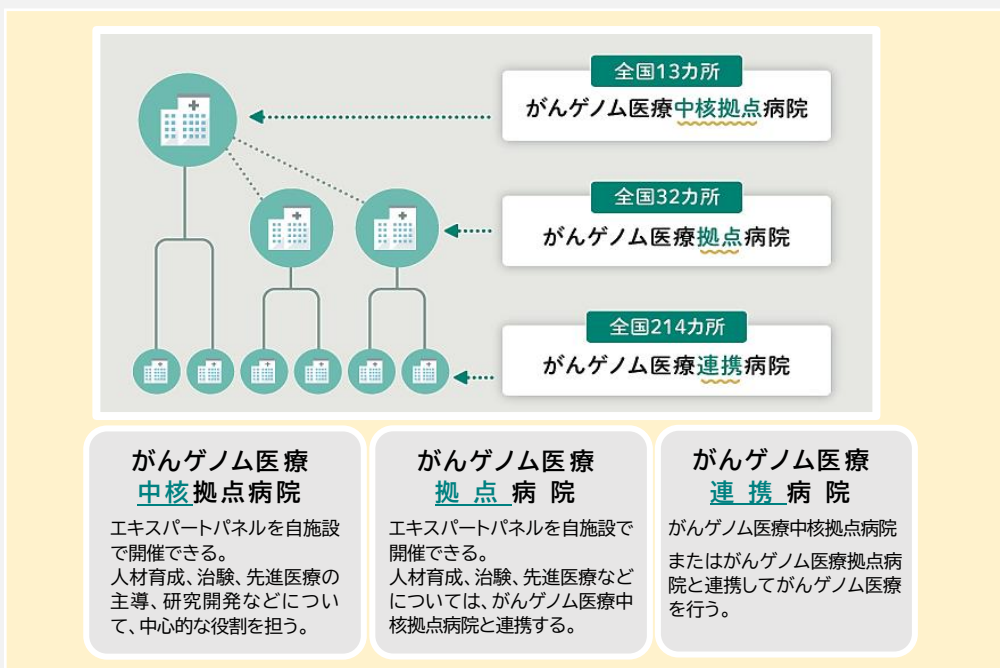 全国13カ所
がんゲノム医療中核拠点病院
全国32カ所
がんゲノム医療拠点病院
全国214カ所
がんゲノム医療連携病院
がんゲノム医療
中核拠点病院
エキスパートパネルを自施設
で開催できる。
人材育成、治験、先進医療の
主導、研究開発などについ
て、中心的な役割を担う。
がんゲノム医療
拠点病院
エキスパートパネルを自施設で
開催できる。
人材育成、治験、先進医療など
については、がんゲノム医療中
核拠点病院と連携する。
がんゲノム医療
連携病院
がんゲノム医療中核拠点病院
またはがんゲノム医療拠点病
院と連携してがんゲノム医療
を行う。